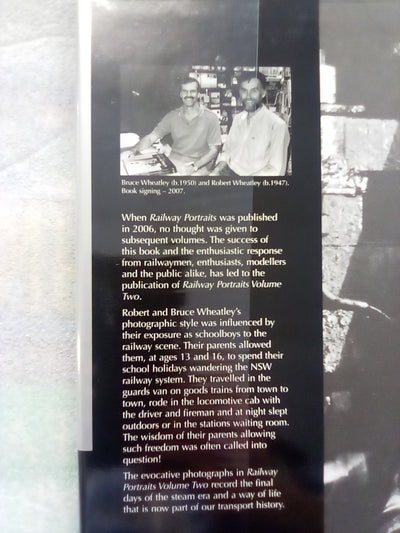 Bruce Wheatley (b.1950) and Robert Wheatley (b.1947).
Book signing – 2007.
When Railway Portraits was published
in 2006, no thought was given to
subsequent volumes. The success of
this book and the enthusiastic response
from railwaymen, enthusiasts, modellers
and the public alike, has led to the
publication of Railway Portraits Volume
Two.
Robert and Bruce Wheatley's
photographic style was influenced by
their exposure as schoolboys to the
railway scene. Their parents allowed
them, at ages 13 and 16, to spend their
school holidays wandering the NSW
railway system. They travelled in the
guards van on goods trains from town to
town, rode in the locomotive cab with
the driver and fireman and at night slept
outdoors or in the stations waiting room.
The wisdom of their parents allowing
such freedom was often called into
question!
The evocative photographs in Railway
Portraits Volume Two record the final
days of the steam era and a way of life
that is now part of our transport history.